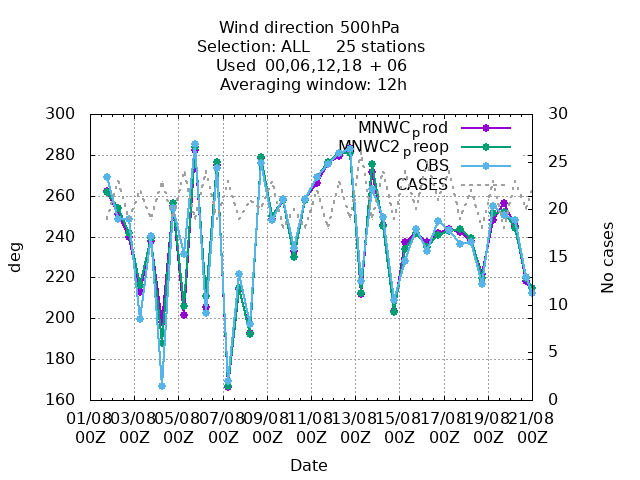 Wind direction 500hPa
Selection: ALL 25 stations
Used 00,06,12,18 + 06
Averaging window: 12h
300 30
MNWCprod
MNWC2preop
OBS
CASES
280 25
260 20
240
220 15
200 10
180 5
160 0
deg
No cases
01/08 03/08 05/08 07/08 09/08 11/08 13/08 15/08 17/08 19/08 21/08
00Z 00Z 00Z 00Z 00Z 00Z 00Z 00Z 00Z 00Z 00Z
Date